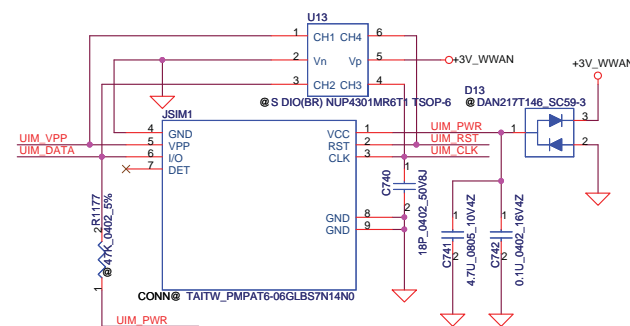 U13
1 CH1 CH4 6
2 Vn Vp 5 +3V_WWAN
3 CH2 CH3 4
@S DIO(BR) NUP4301MR6T1 TSOP-6
+3V_WWAN
D13
@DAN217T146_SC59-3
1 3
2
JSIM1
UIM_VPP
UIM_DATA
4 GND VCC 1 UIM_PWR
5 VPP RST 2 UIM_RST
6 I/O CLK 3 UIM_CLK
7 DET
GND 8
GND 9
CONN@ TAITW_PMPAT6-06GLBS7N14N0
R1177
@47K_0402_5%
2
1
UIM_PWR
C740
18P_0402_50V8J
1
2
C741
4.7U_0805_10V4Z
1
2
C742
0.1U_0402_16V4Z
1
2